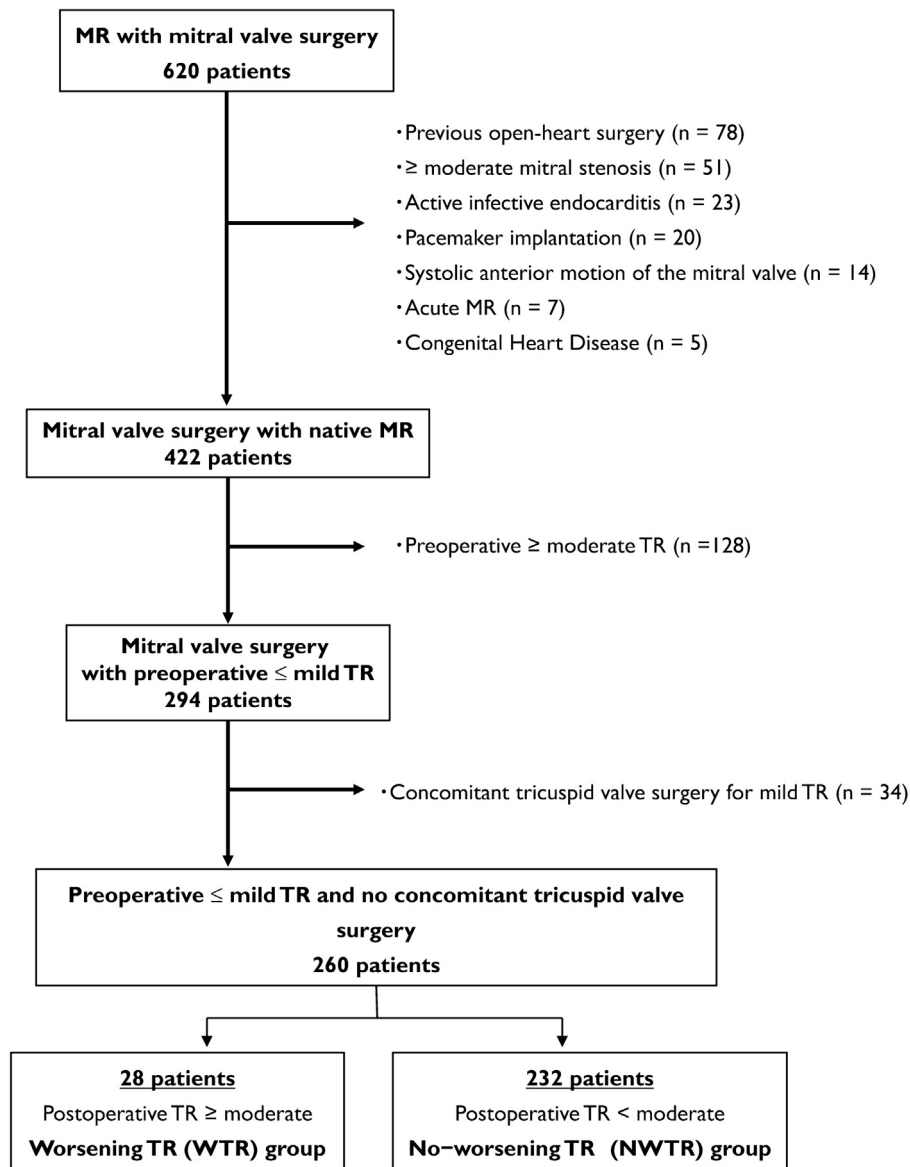 MR with mitral valve surgery
620 patients
・Previous open-heart surgery (n = 78)
・≥ moderate mitral stenosis (n = 51)
・Active infective endocarditis (n = 23)
・Pacemaker implantation (n = 20)
・Systolic anterior motion of the mitral valve (n = 14)
・Acute MR (n = 7)
・Congenital Heart Disease (n = 5)
Mitral valve surgery with native MR
422 patients
・Preoperative ≥ moderate TR (n =128)
Mitral valve surgery
with preoperative ≤ mild TR
294 patients
・Concomitant tricuspid valve surgery for mild TR (n = 34)
Preoperative ≤ mild TR and no concomitant tricuspid valve
surgery
260 patients
28 patients
Postoperative TR ≥ moderate
Worsening TR (WTR) group
232 patients
Postoperative TR < moderate
No−worsening TR (NWTR) group